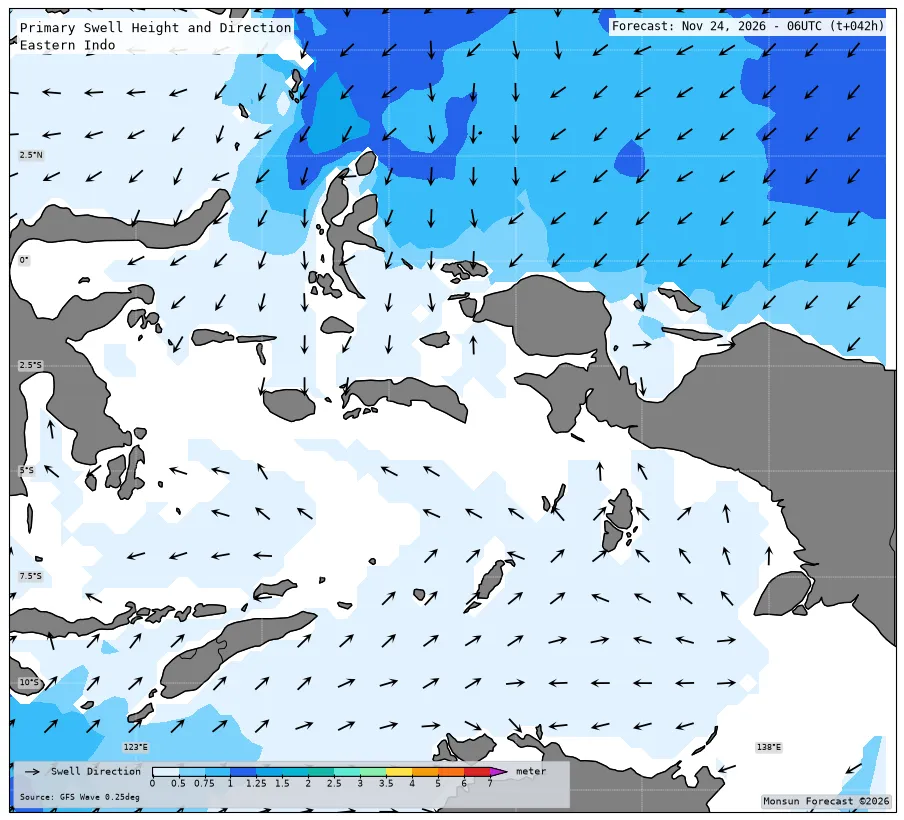 Primary Swell Height and Direction
Eastern Indo
Forecast: Nov 24, 2026 - 06UTC (t+042h)
2.5°N
0°
2.5°S
5°S
7.5°S
10°S
123°E
138°E
Swell Direction
0 0.5 0.75 1 1.25 1.5 2 2.5 3 3.5 4 5 6 7
meter
Source: GFS Wave 0.25deg
Monsun Forecast ©2026